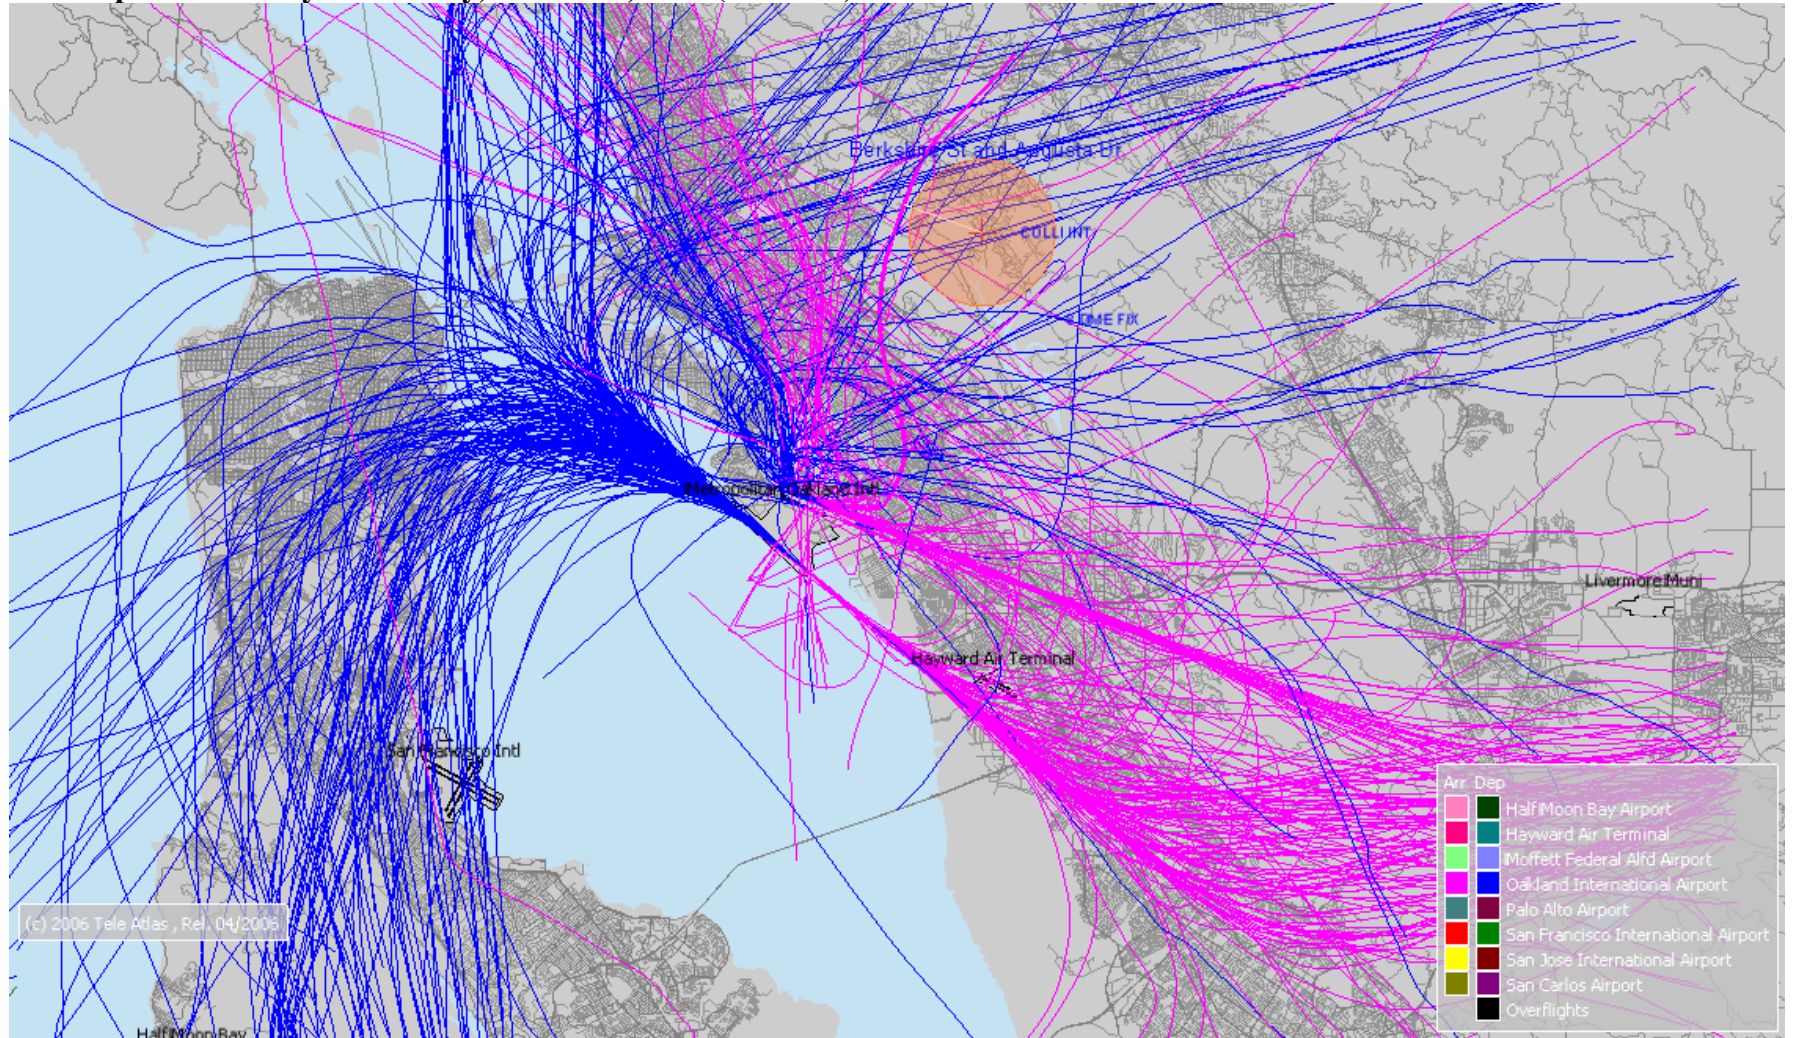 Berkshire St and Augusta Dr
COLLI INT
DME FIX
Metropolitan Oakland Intl
Livermore Muni
Hayward Air Terminal
San Francisco Intl
Arr Dep
Half Moon Bay Airport
Hayward Air Terminal
Moffett Federal Alfd Airport
Oakland International Airport
Palo Alto Airport
San Francisco International Airport
San Jose International Airport
San Carlos Airport
Overflights
(c) 2006 Tele Atlas , Rel. 04/2006
Half Moon Bay